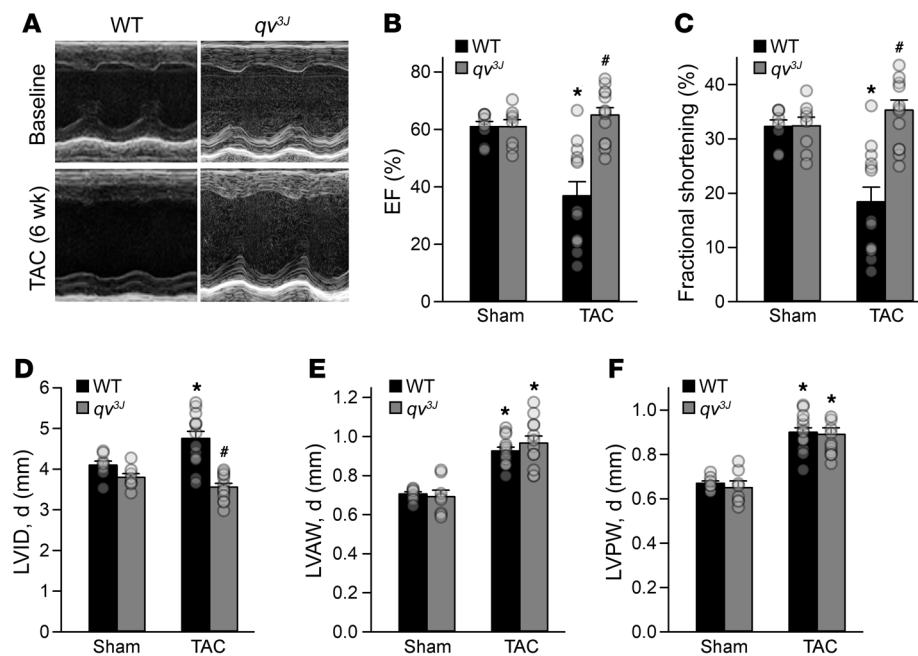 A
WT
qv3J
Baseline
TAC (6 wk)
B
WT
qv3J
EF (%)
80
60
40
20
0
*
#
Sham
TAC
C
WT
qv3J
Fractional shortening (%)
40
30
20
10
0
*
#
Sham
TAC
D
WT
qv3J
LVID, d (mm)
6
5
4
3
2
1
0
*
#
Sham
TAC
E
WT
qv3J
LVAW, d (mm)
1.2
1.0
0.8
0.6
0.4
0.2
0.0
*
*
Sham
TAC
F
WT
qv3J
LVPW, d (mm)
1.0
0.8
0.6
0.4
0.2
0.0
*
*
Sham
TAC